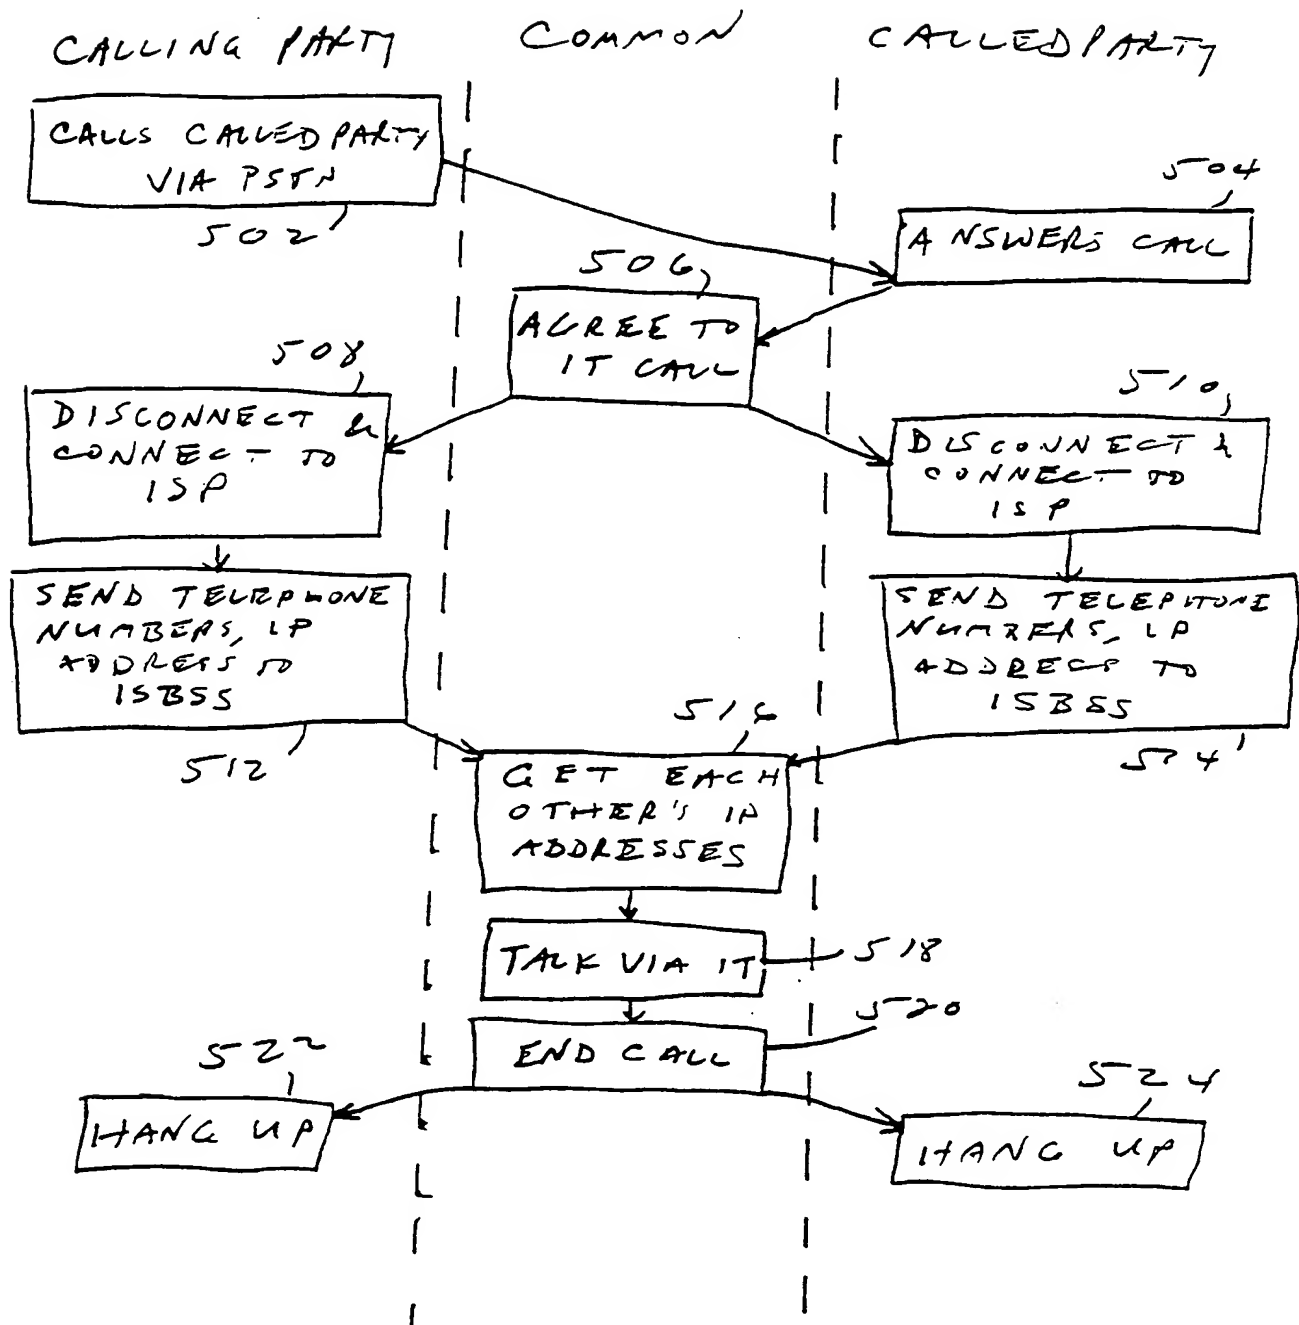 CALLING PARTY
COMMON
CALLED PARTY
CALLS CALLED PARTY
VIA PSTN
502
504
ANSWERS CALL
506
AGREE TO
IT CALL
508
DISCONNECT &
CONNECT TO
ISP
510
DISCONNECT &
CONNECT TO
ISP
SEND TELEPHONE
NUMBERS, IP
ADDRESS TO
ISBSS
512
SEND TELEPHONE
NUMBERS, IP
ADDRESS TO
ISBSS
514
516
GET EACH
OTHER'S IP
ADDRESSES
TALK VIA IT
518
END CALL
520
522
HANG UP
524
HANG UP